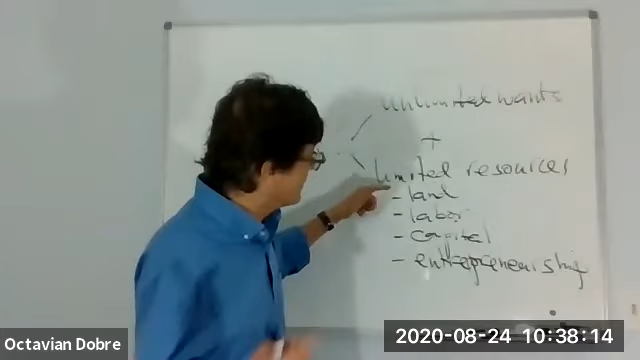 unlimited wants
+
limited resources
- land
- labor
- capital
- entrepreneurship
Octavian Dobre
2020-08-24 10:38:14